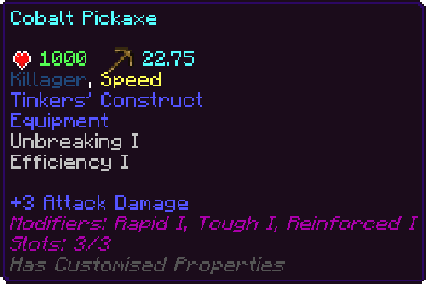 Cobalt Pickaxe
1000 22.75
Killager, Speed
Tinkers' Construct
Equipment
Unbreaking I
Efficiency I
+3 Attack Damage
Modifiers: Rapid I, Tough I, Reinforced I
Slots: 3/3
Has Customised Properties